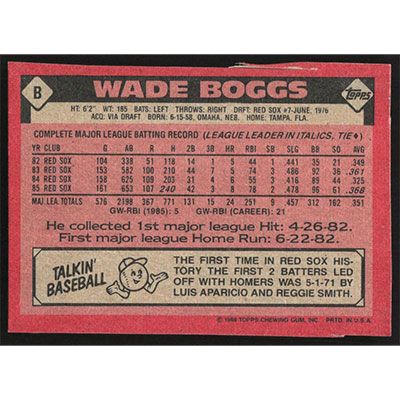 B
WADE BOGGS
topps
HT: 6'2" WT: 185 BATS: LEFT THROWS: RIGHT DRFT: RED SOX #7-JUNE, 1976
ACQ: VIA DRAFT BORN: 6-15-58, OMAHA, NEB. HOME: TAMPA, FLA.
COMPLETE MAJOR LEAGUE BATTING RECORD (LEAGUE LEADER IN ITALICS, TIE ♦)
YR CLUB G AB R H 2B 3B HR RBI SB SLG BB SO AVG
82 RED SOX 104 338 51 118 14 1 5 44 1 .441 35 21 .349
83 RED SOX 153 582 100 210 44 7 5 74 3 .486 92 36 .361
84 RED SOX 158 625 109 203 31 4 6 55 3 .416 89 44 .325
85 RED SOX 161 653 107 240 42 3 8 78 2 .478 96 61 .368
MAJ. LEA. TOTALS 576 2198 367 771 131 15 24 251 9 .457 312 162 .351
GW-RBI (1985): 5 GW-RBI (CAREER): 21
He collected 1st major league Hit: 4-26-82.
First major league Home Run: 6-22-82.
TALKIN' BASEBALL
THE FIRST TIME IN RED SOX HIS-
TORY THE FIRST 2 BATTERS LED
OFF WITH HOMERS WAS 5-1-71 BY
LUIS APARICIO AND REGGIE SMITH.
© 1986 TOPPS CHEWING GUM, INC. PRTD. IN U.S.A.